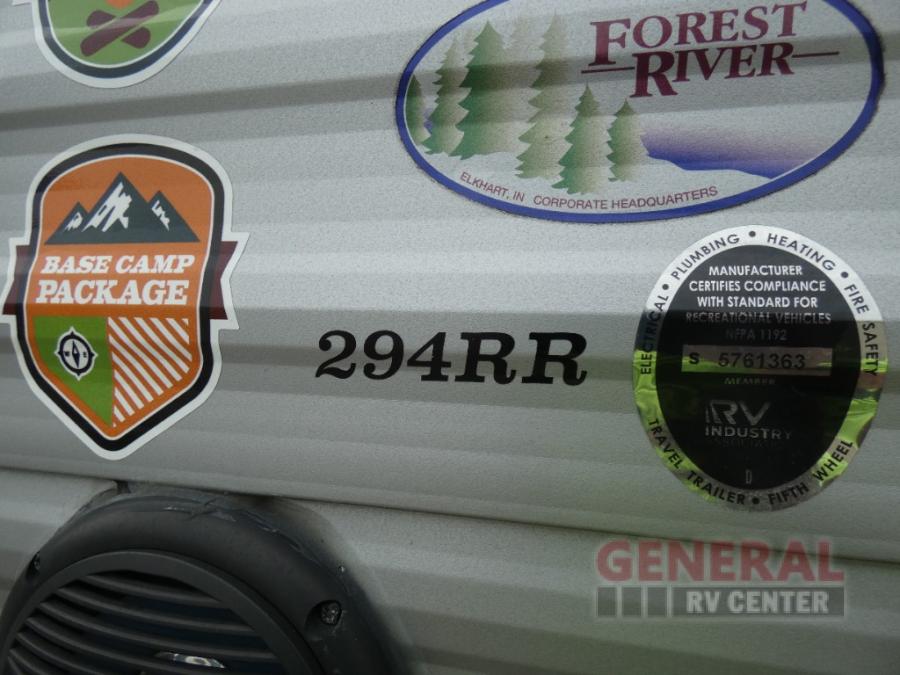 FOREST
RIVER
ELKHART, IN CORPORATE HEADQUARTERS
BASE CAMP
PACKAGE
294RR
ELECTRICAL • PLUMBING • HEATING • FIRE SAFETY
MANUFACTURER
CERTIFIES COMPLIANCE
WITH STANDARD FOR
RECREATIONAL VEHICLES
NFPA 1192
S 5761363
MEMBER
RV
INDUSTRY
ASSOCIATION
D
TRAVEL TRAILER • FIFTH WHEEL
GENERAL
RV CENTER